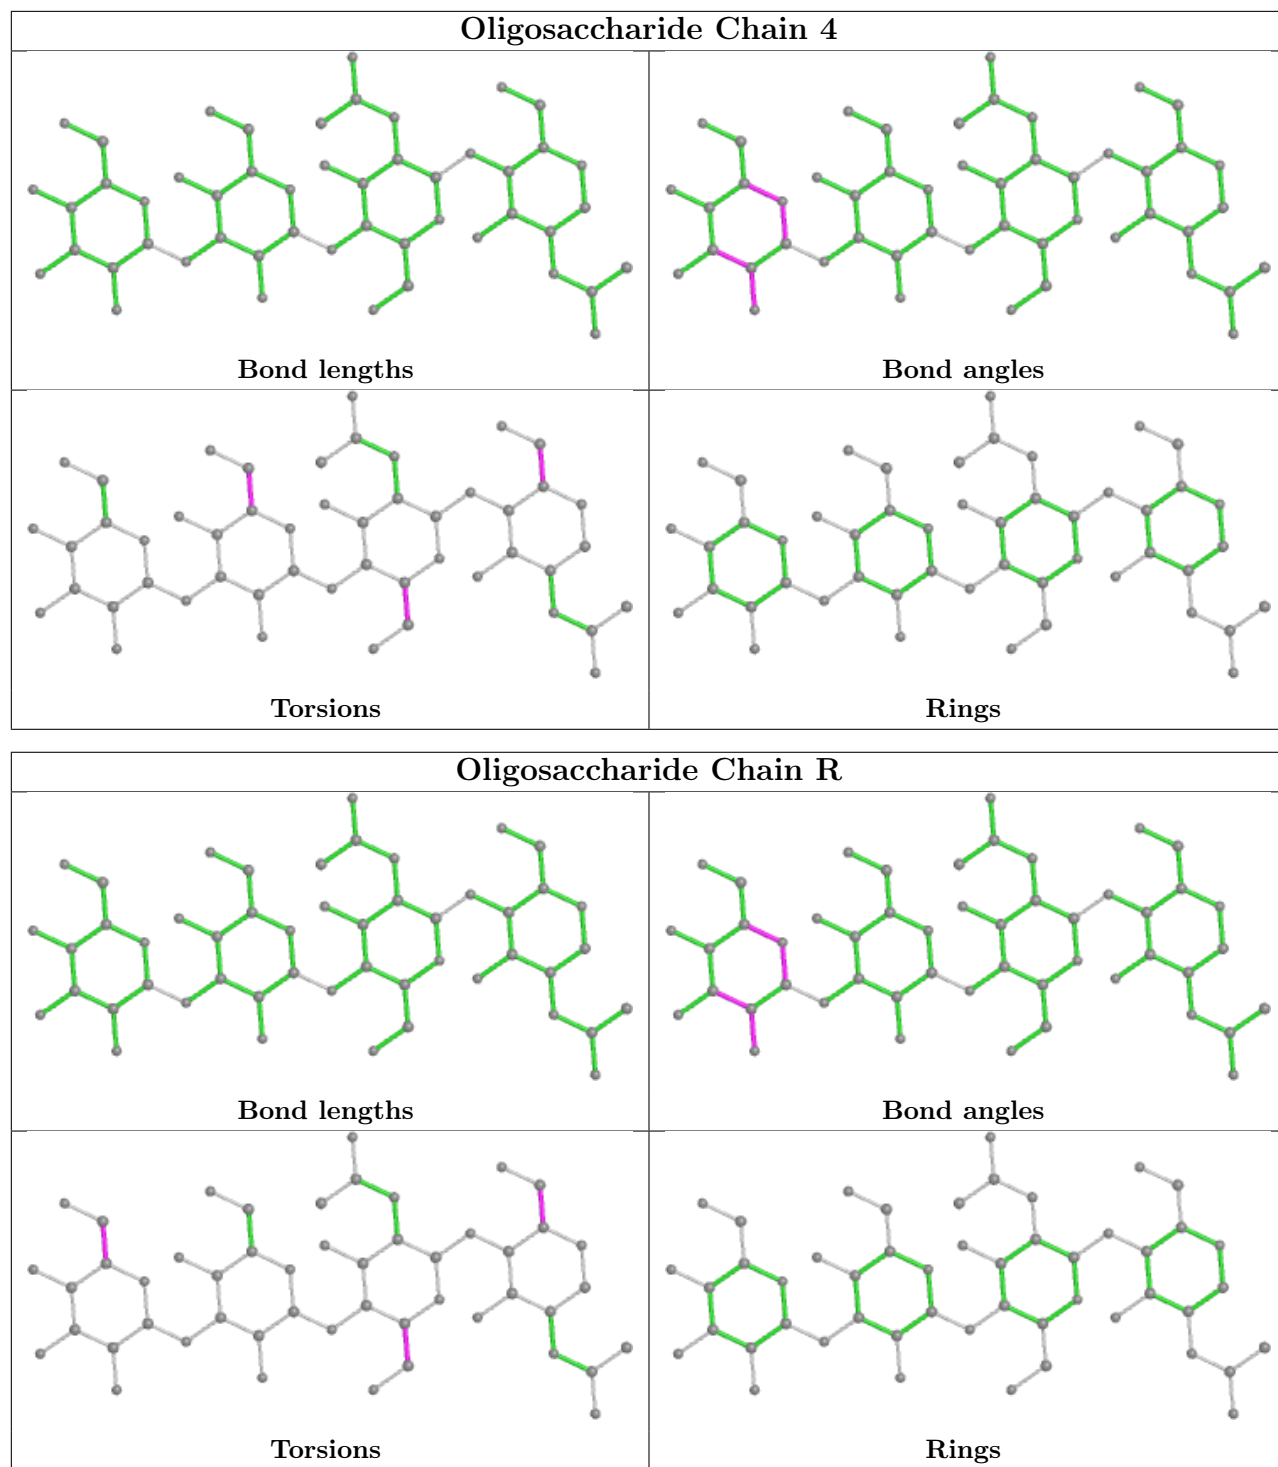 Oligosaccharide Chain 4
Bond lengths
Bond angles
Torsions
Rings
Oligosaccharide Chain R
Bond lengths
Bond angles
Torsions
Rings